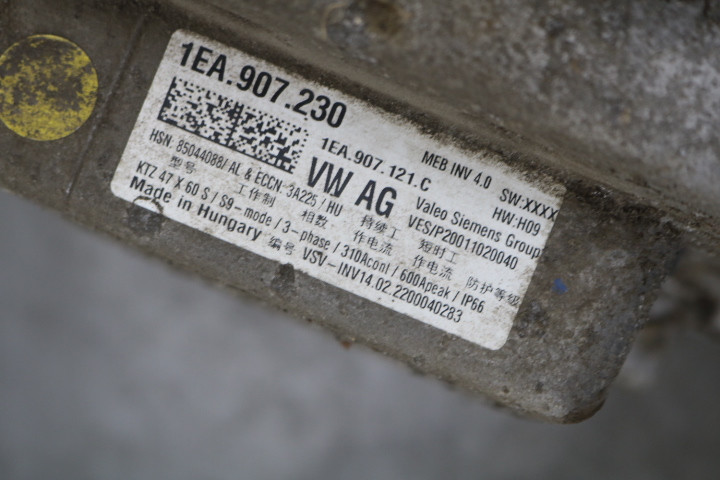 1EA.907.230
1EA.907.121.C
MEB INV 4.0
SW:XXXX
HW:H09
VW AG
Valeo Siemens Group
VES/P20011020040
HSN: 85044088/ AL & ECCN: 3A225 / HU
型号 工作制 相数 持续工作电流 短时工作电流 防护等级
KTZ 47 X 60 S / S9-mode / 3-phase / 310Acont / 600Apeak / IP66
Made in Hungary 编号 VSV-INV14.02.2200040283